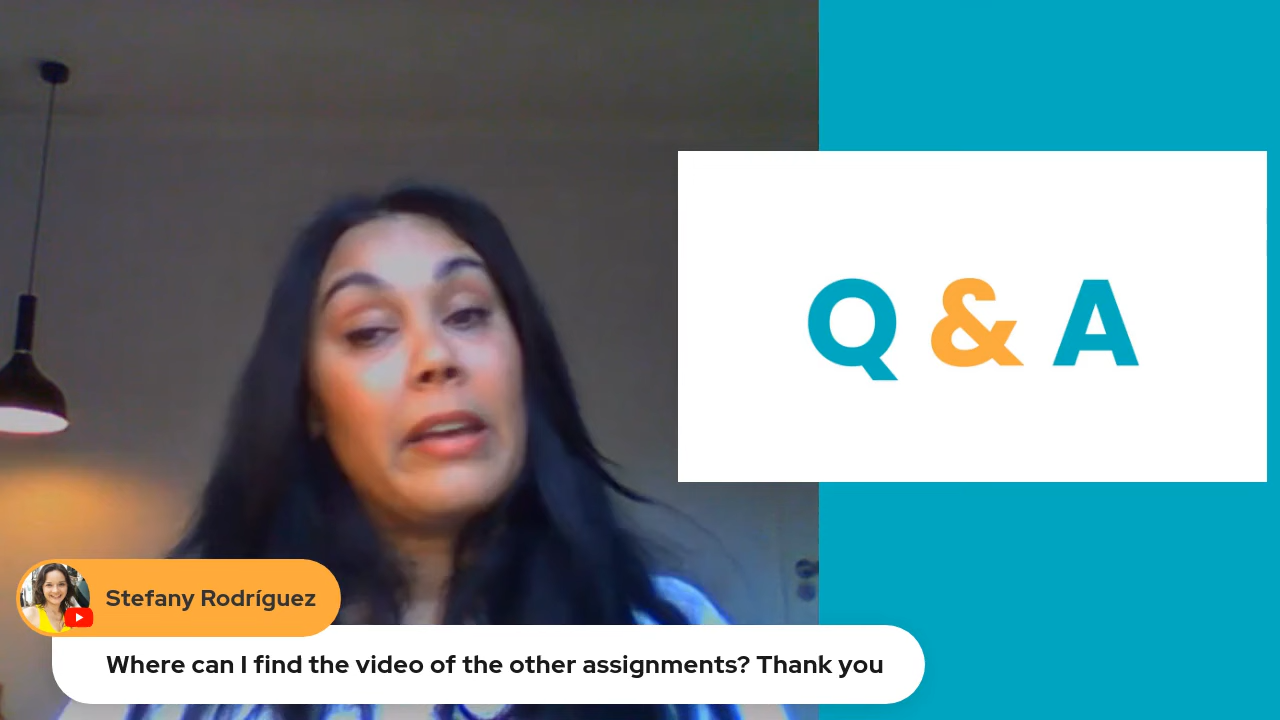 Q & A
Stefany Rodríguez
Where can I find the video of the other assignments? Thank you